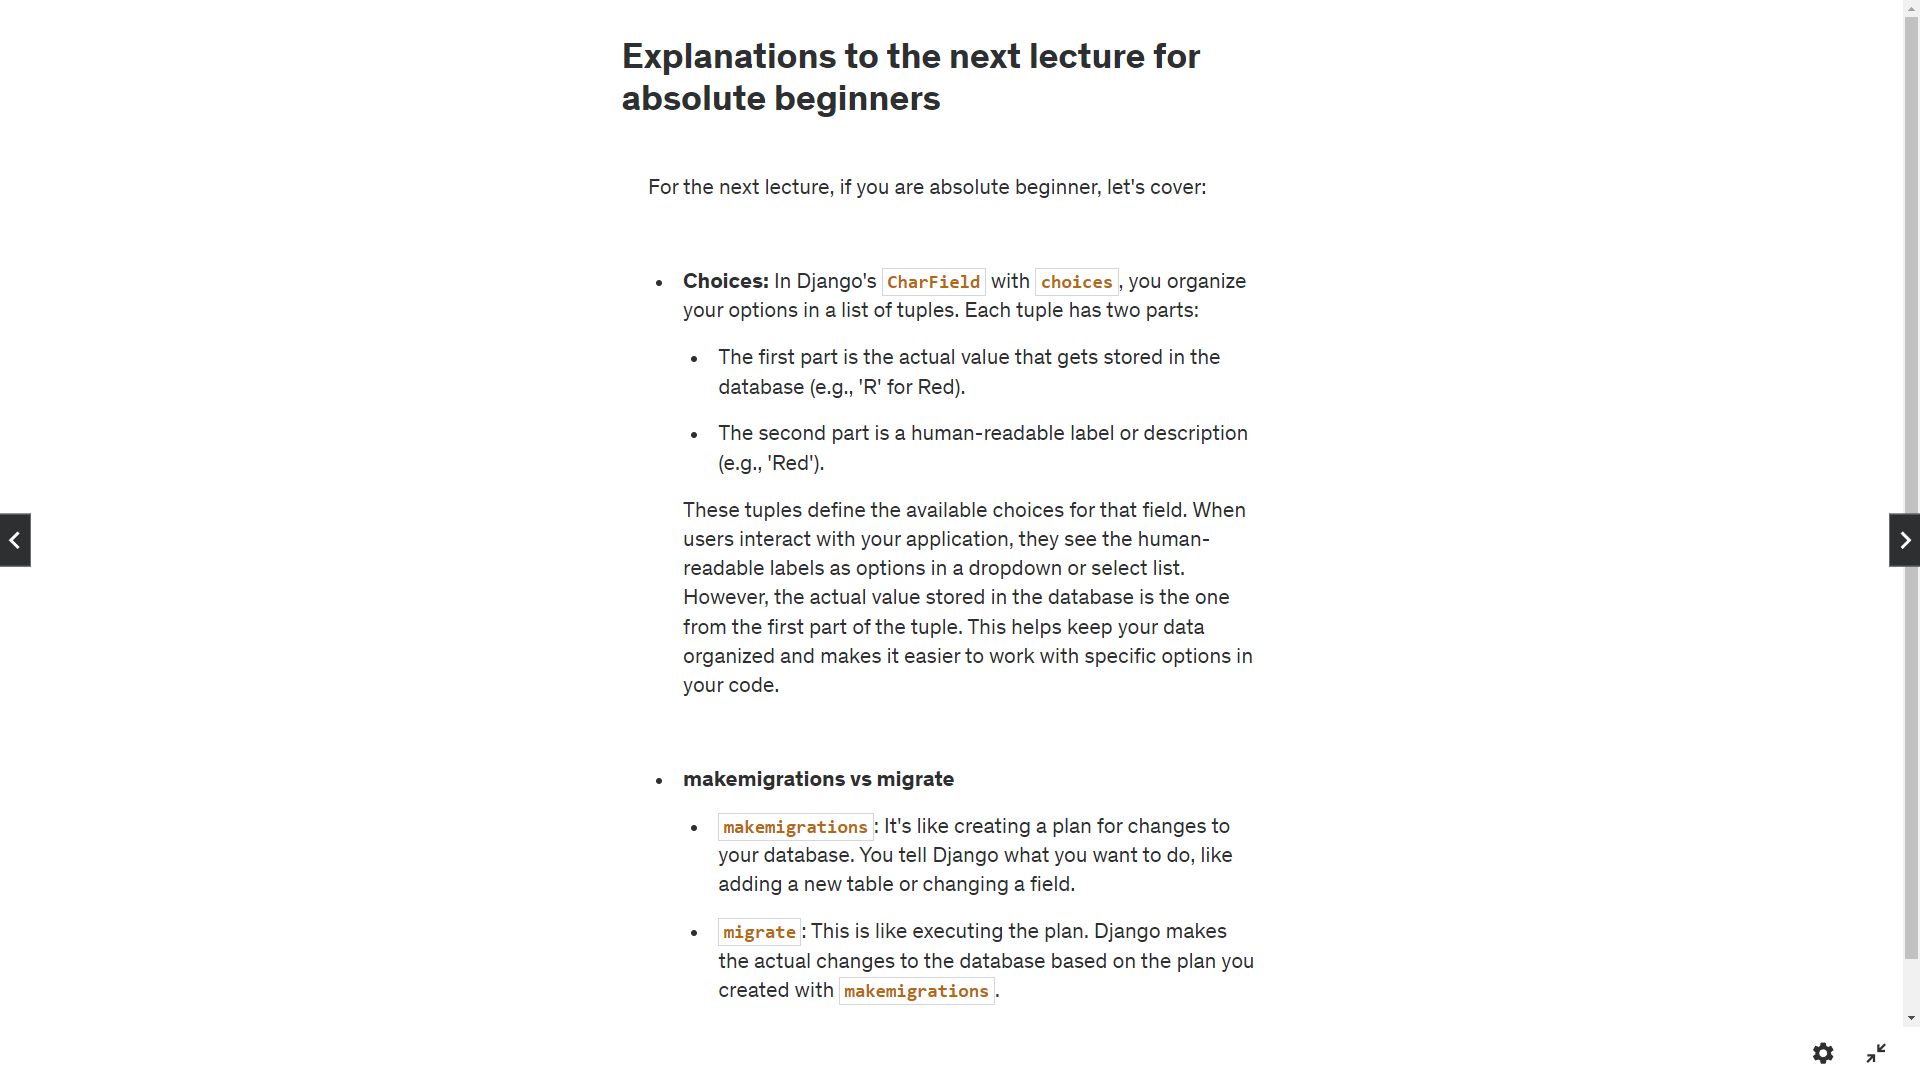 Explanations to the next lecture for
absolute beginners
For the next lecture, if you are absolute beginner, let's cover:
• Choices: In Django's CharField with choices, you organize
your options in a list of tuples. Each tuple has two parts:
• The first part is the actual value that gets stored in the
database (e.g., 'R' for Red).
• The second part is a human-readable label or description
(e.g., 'Red').
These tuples define the available choices for that field. When
users interact with your application, they see the human-
readable labels as options in a dropdown or select list.
However, the actual value stored in the database is the one
from the first part of the tuple. This helps keep your data
organized and makes it easier to work with specific options in
your code.
• makemigrations vs migrate
• makemigrations: It's like creating a plan for changes to
your database. You tell Django what you want to do, like
adding a new table or changing a field.
• migrate: This is like executing the plan. Django makes
the actual changes to the database based on the plan you
created with makemigrations.